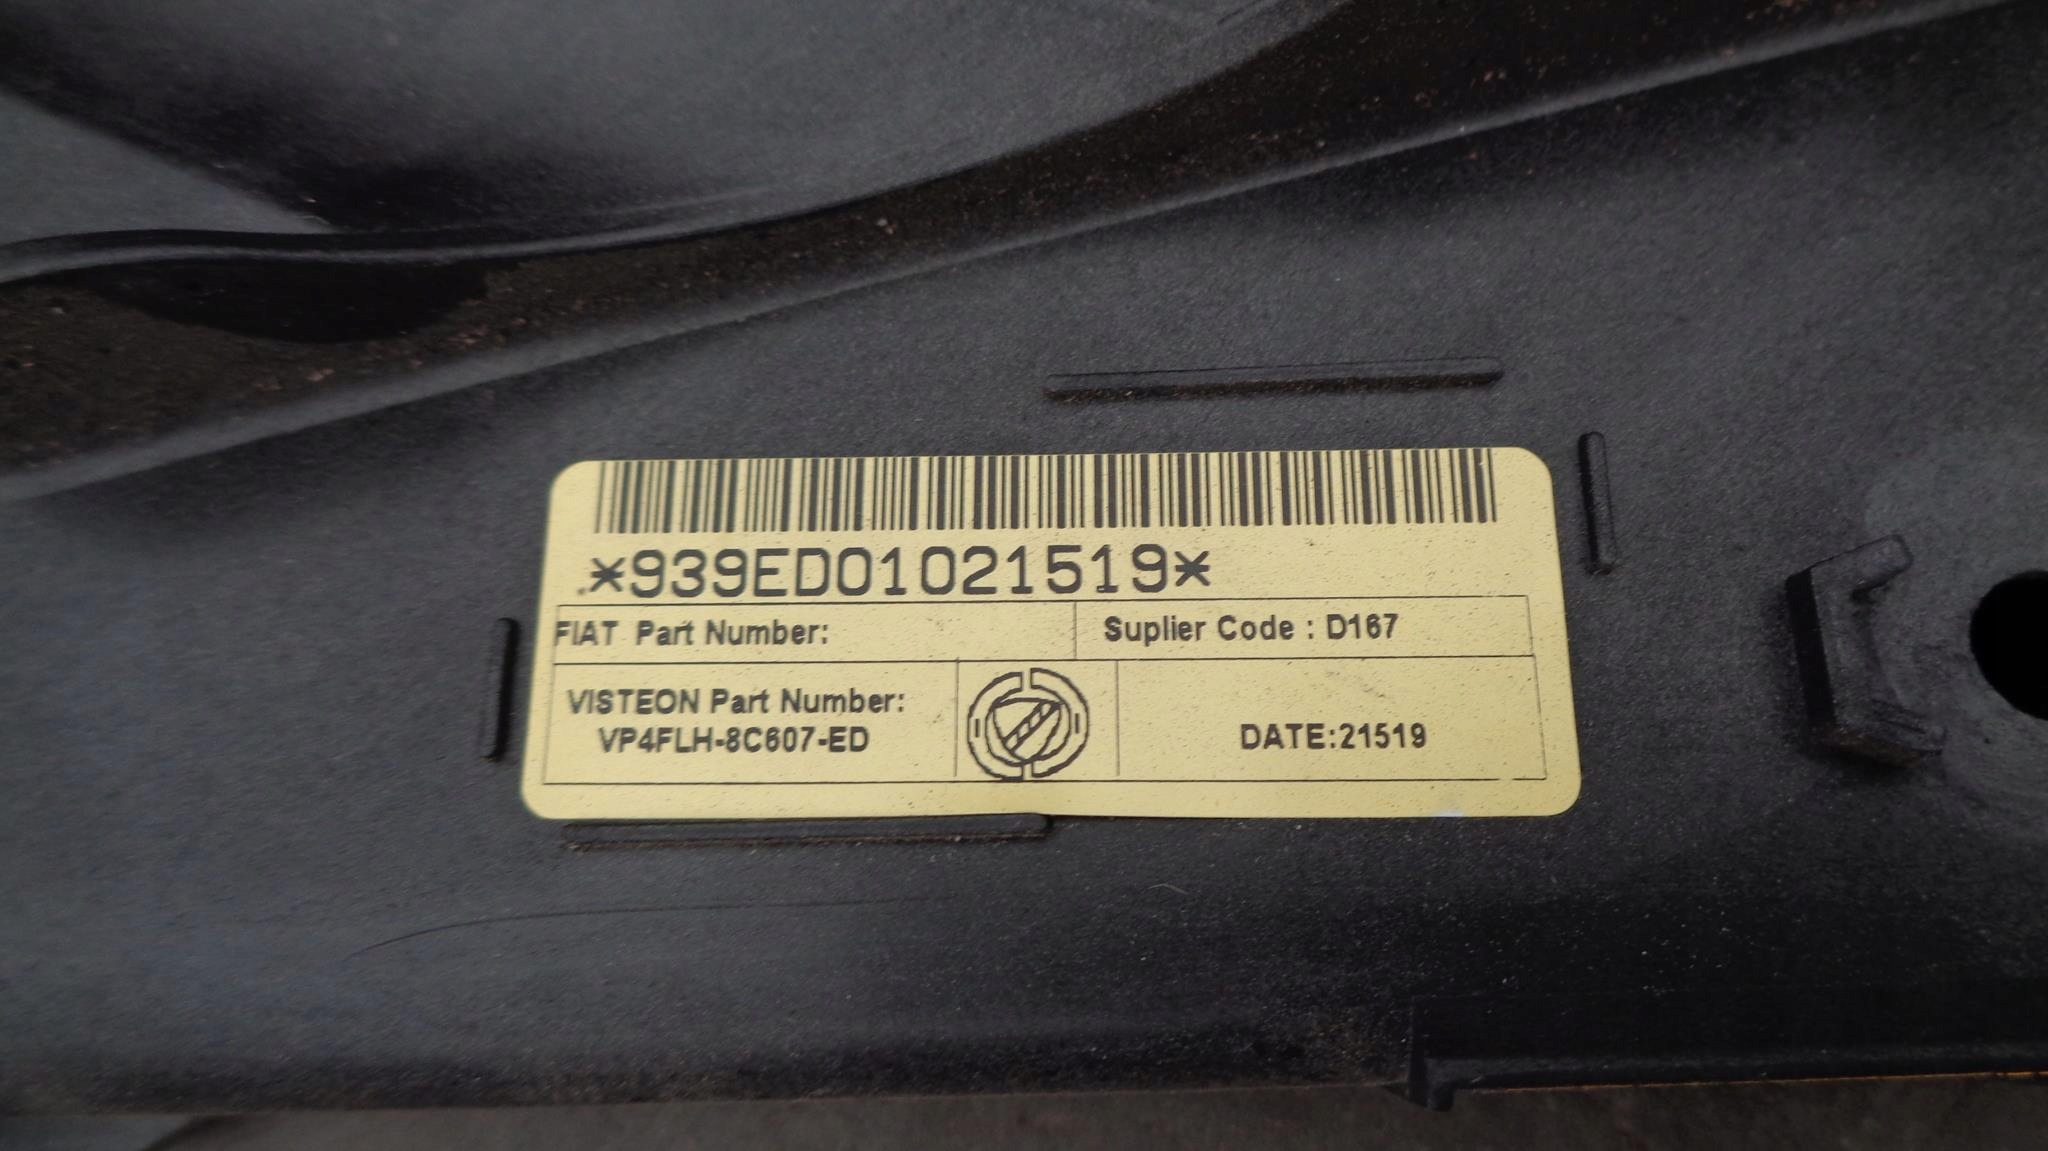 .*939ED01021519*
FIAT Part Number:
Suplier Code : D167
VISTEON Part Number:
VP4FLH-8C607-ED
DATE:21519